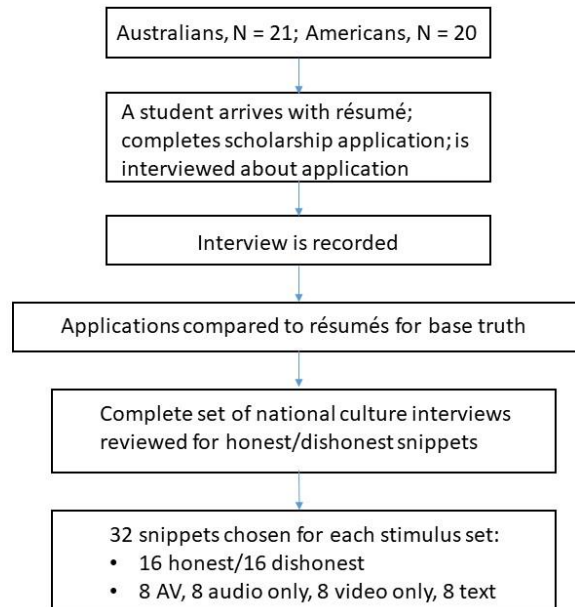 Australians, N = 21; Americans, N = 20
A student arrives with résumé;
completes scholarship application; is
interviewed about application
Interview is recorded
Applications compared to résumés for base truth
Complete set of national culture interviews
reviewed for honest/dishonest snippets
32 snippets chosen for each stimulus set:
• 16 honest/16 dishonest
• 8 AV, 8 audio only, 8 video only, 8 text